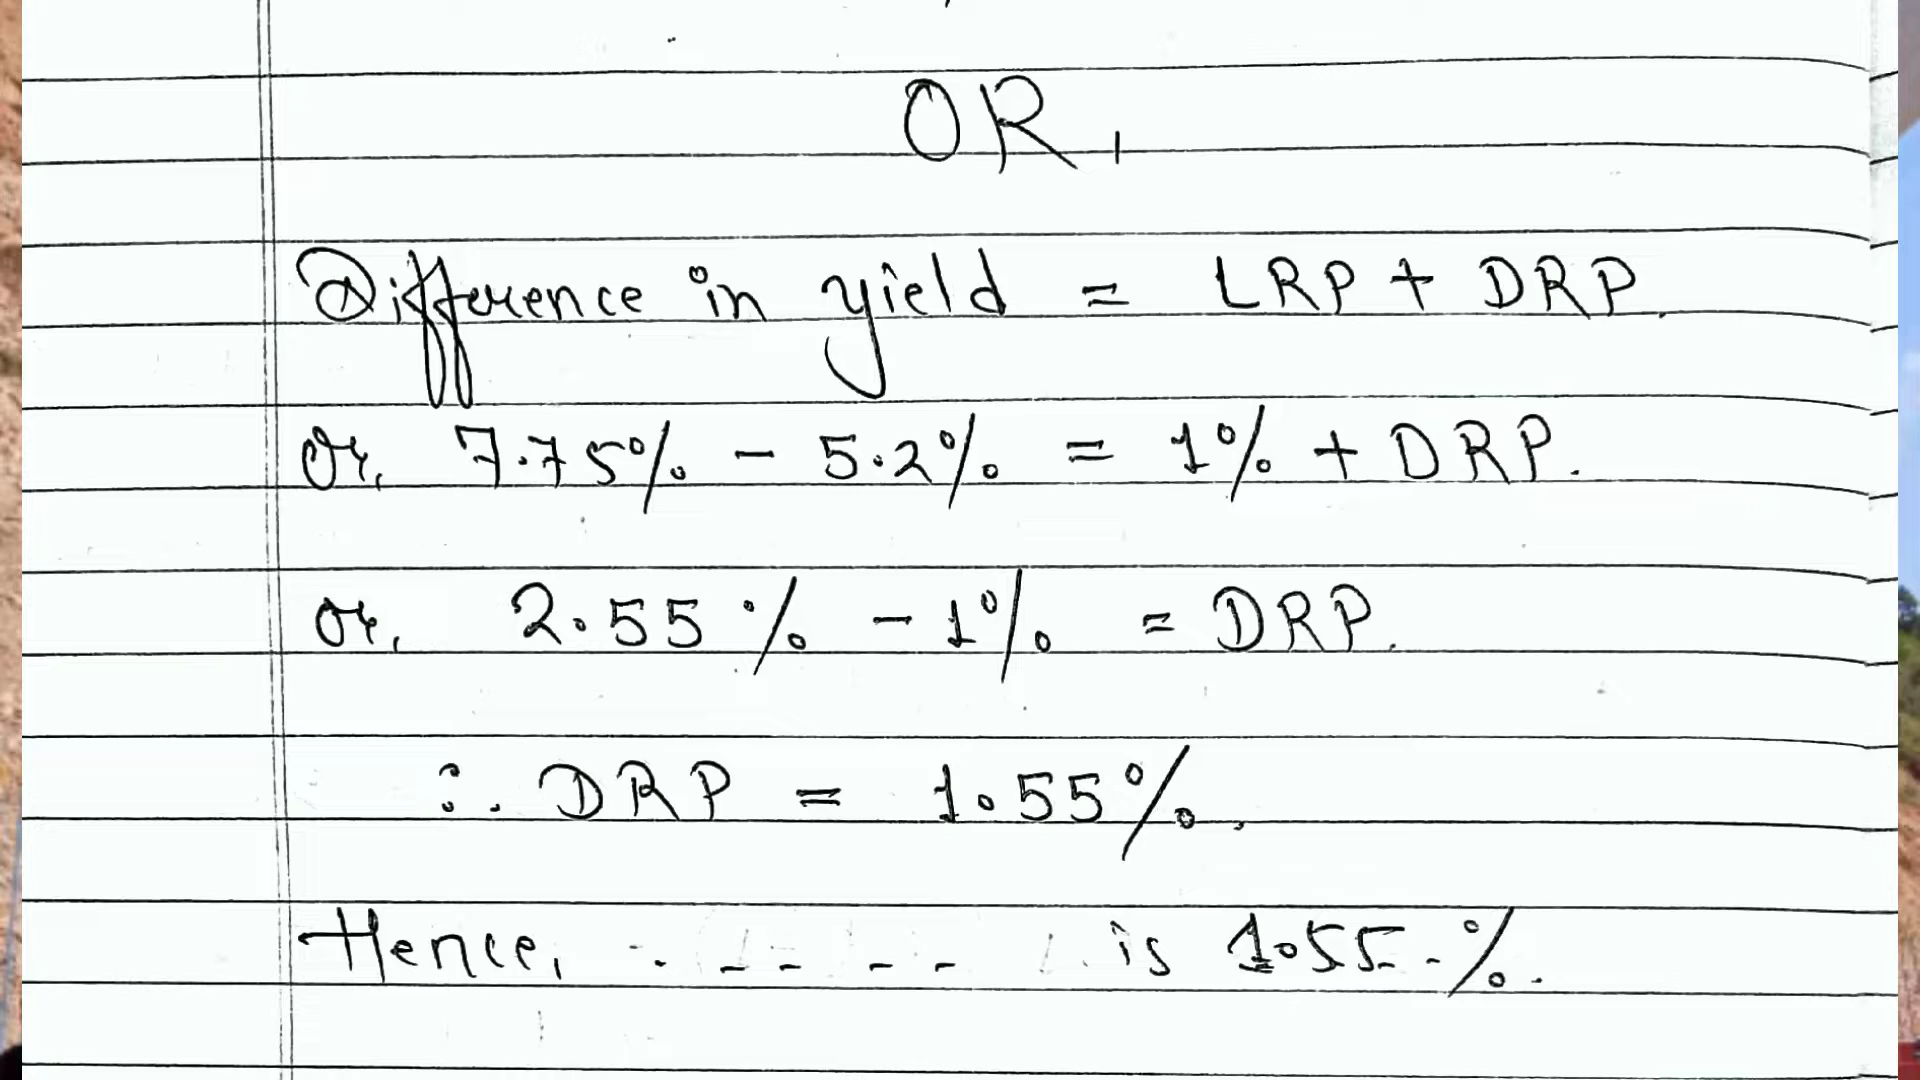 OR,
Difference in yield = LRP + DRP.
Or, 7.75% - 5.2% = 1% + DRP.
or, 2.55% - 1% = DRP.
∴ DRP = 1.55%.
Hence, - - - - - - is 1.55%.